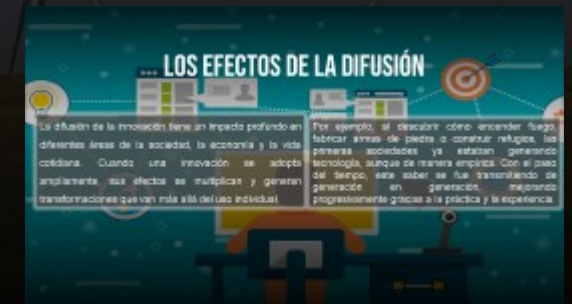 LOS EFECTOS DE LA DIFUSIÓN
La difusión de la innovación tiene un impacto profundo en
diferentes áreas de la sociedad, la economía y la vida
cotidiana. Cuando una innovación se adopta
ampliamente, sus efectos se multiplican y generan
transformaciones que van más allá del uso individual.
Por ejemplo, al descubrir cómo encender fuego,
fabricar armas de piedra o construir refugios, las
primeras sociedades ya estaban generando
tecnología, aunque de manera empírica. Con el paso
del tiempo, este saber se fue transmitiendo de
generación en generación, mejorando
progresivamente gracias a la práctica y la experiencia.